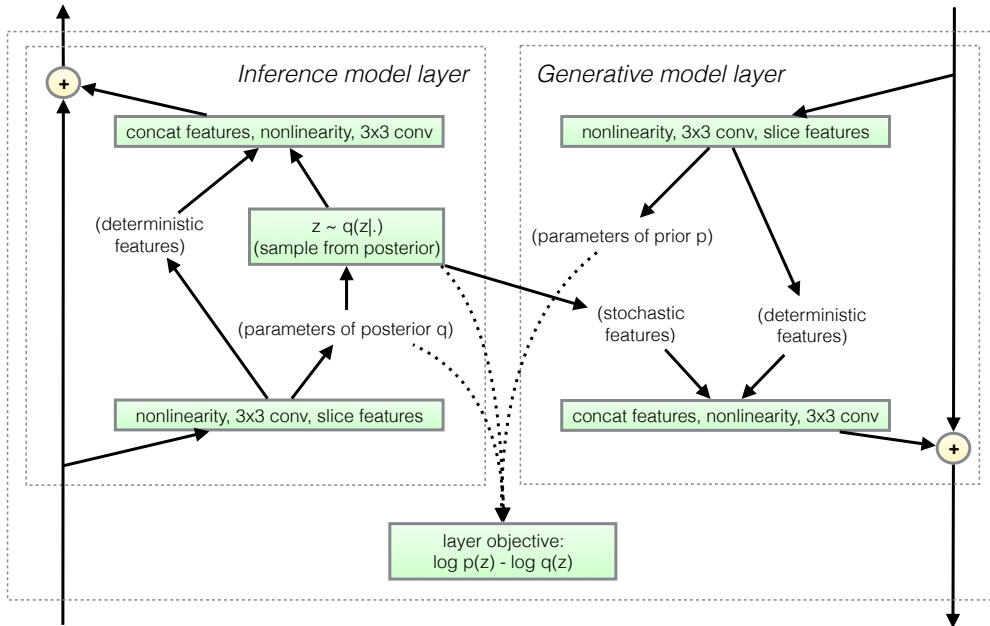 Inference model layer
+
concat features, nonlinearity, 3x3 conv
(deterministic
features)
z ~ q(z|.)
(sample from posterior)
(parameters of posterior q)
nonlinearity, 3x3 conv, slice features
Generative model layer
nonlinearity, 3x3 conv, slice features
(parameters of prior p)
(stochastic
features)
(deterministic
features)
concat features, nonlinearity, 3x3 conv
+
layer objective:
log p(z) - log q(z)